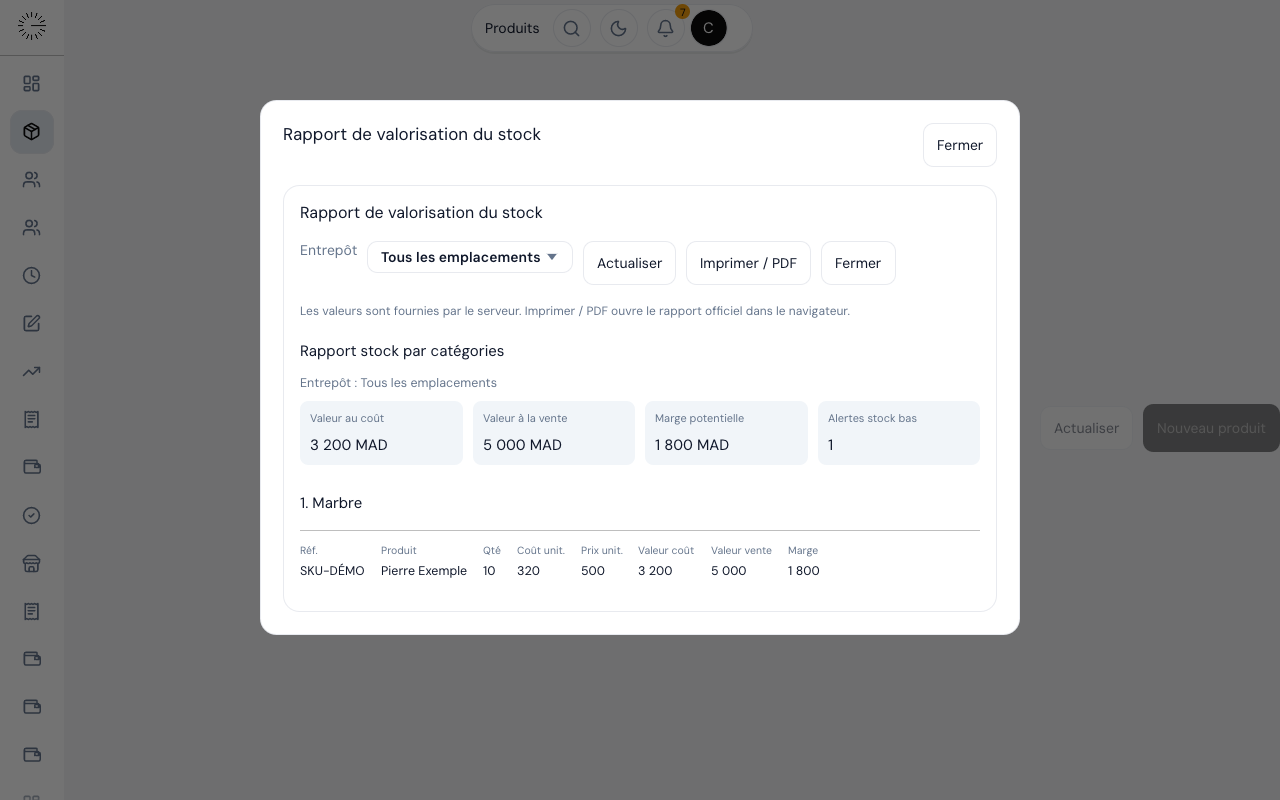 Produits
7
C
Rapport de valorisation du stock
Fermer
Rapport de valorisation du stock
Entrepôt Tous les emplacements Actualiser Imprimer / PDF Fermer
Les valeurs sont fournies par le serveur. Imprimer / PDF ouvre le rapport officiel dans le navigateur.
Rapport stock par catégories
Entrepôt : Tous les emplacements
Valeur au coût Valeur à la vente Marge potentielle Alertes stock bas
3 200 MAD 5 000 MAD 1 800 MAD 1
Actualiser Nouveau produit
1. Marbre
Réf. Produit Qté Coût unit. Prix unit. Valeur coût Valeur vente Marge
SKU-DÉMO Pierre Exemple 10 320 500 3 200 5 000 1 800